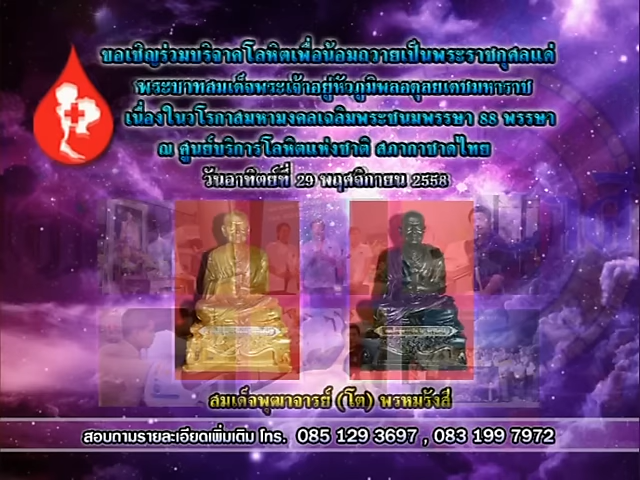 ขอเชิญร่วมบริจาคโลหิตเพื่อน้อมถวายเป็นพระราชกุศลแด่
พระบาทสมเด็จพระเจ้าอยู่หัวภูมิพลอดุลยเดชมหาราช
เนื่องในวโรกาสมหามงคลเฉลิมพระชนมพรรษา 88 พรรษา
ณ ศูนย์บริการโลหิตแห่งชาติ สภากาชาดไทย
วันอาทิตย์ที่ 29 พฤศจิกายน 2558
สมเด็จพุฒาจารย์ (โต) พรหมรังสี
สอบถามรายละเอียดเพิ่มเติม โทร. 085 129 3697 , 083 199 7972